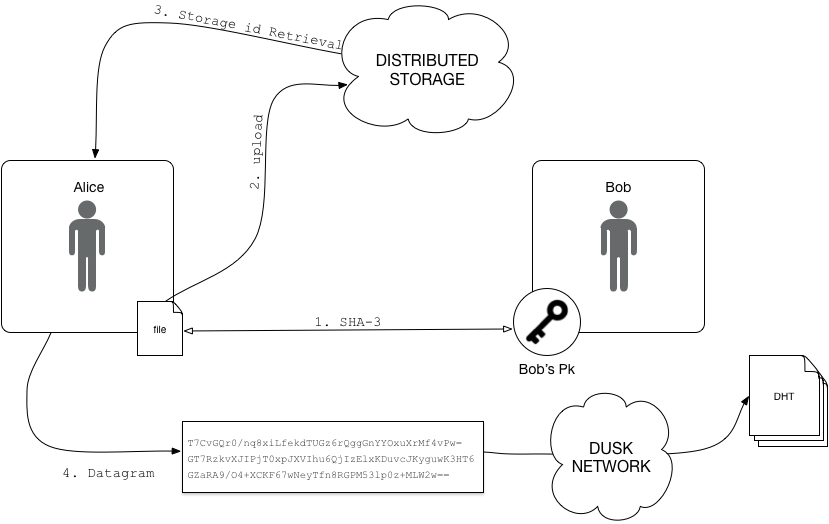 3. Storage id Retrieval
DISTRIBUTED
STORAGE
2. upload
Alice
Bob
file
1. SHA-3
Bob's Pk
DHT
T7CvGQr0/nq8xiLfekdTUGz6rQggGnYYOxuXrMf4vPw=
GT7RzkvXJIPjT0xpJXVIhu6QjIzElxKDuvcJKyguwK3HT6
GZaRA9/O4+XCKF67wNeyTfn8RGPM53lp0z+MLW2w==
DUSK
NETWORK
4. Datagram